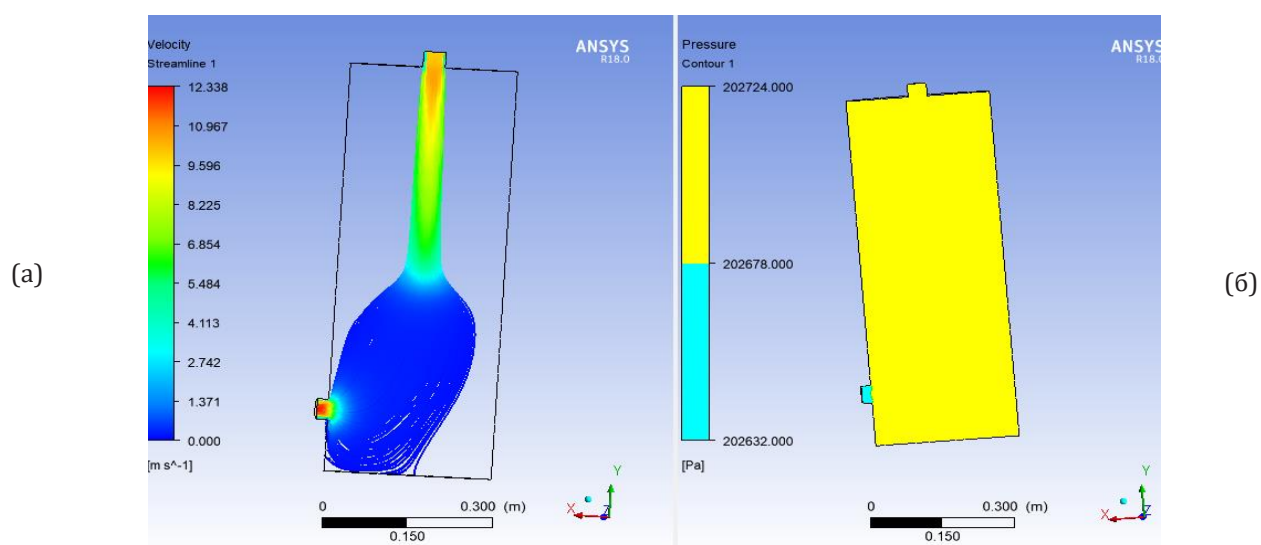 (а)
Velocity
Streamline 1
12.338
10.967
9.596
8.225
6.854
5.484
4.113
2.742
1.371
0.000
[m s^-1]
ANSYS
R18.0
0
0.300 (m)
0.150
Y
X
Z
Pressure
Contour 1
202724.000
202678.000
202632.000
[Pa]
ANSYS
R18.0
0
0.300 (m)
0.150
Y
X
Z
(б)